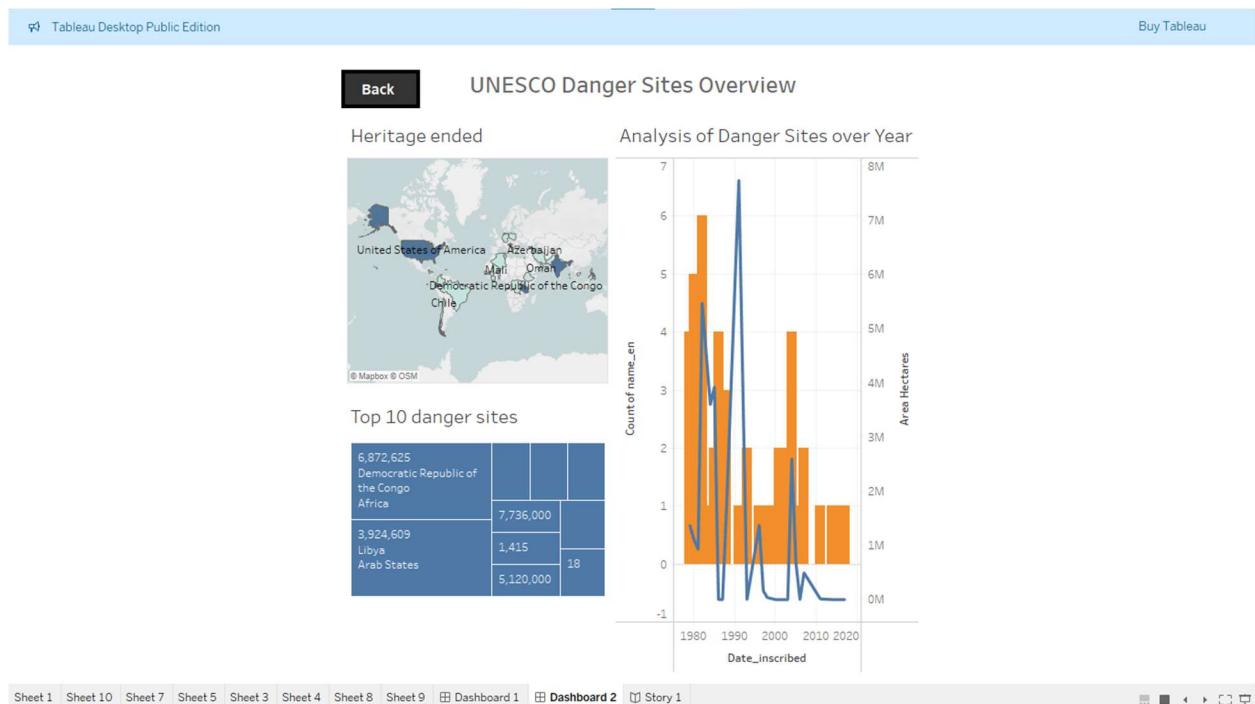 Tableau Desktop Public Edition
Buy Tableau
Back
UNESCO Danger Sites Overview
Heritage ended
United States of America
Azerbaijan
Mali
Oman
Democratic Republic of the Congo
Chile
© Mapbox © OSM
Top 10 danger sites
6,872,625
Democratic Republic of
the Congo
Africa
3,924,609
Libya
Arab States
7,736,000
1,415
5,120,000
18
Analysis of Danger Sites over Year
7
6
5
4
3
2
1
0
-1
Count of name_en
8M
7M
6M
5M
4M
3M
2M
1M
0M
Area Hectares
1980 1990 2000 2010 2020
Date_inscribed
Sheet 1 Sheet 10 Sheet 7 Sheet 5 Sheet 3 Sheet 4 Sheet 8 Sheet 9 Dashboard 1 Dashboard 2 Story 1